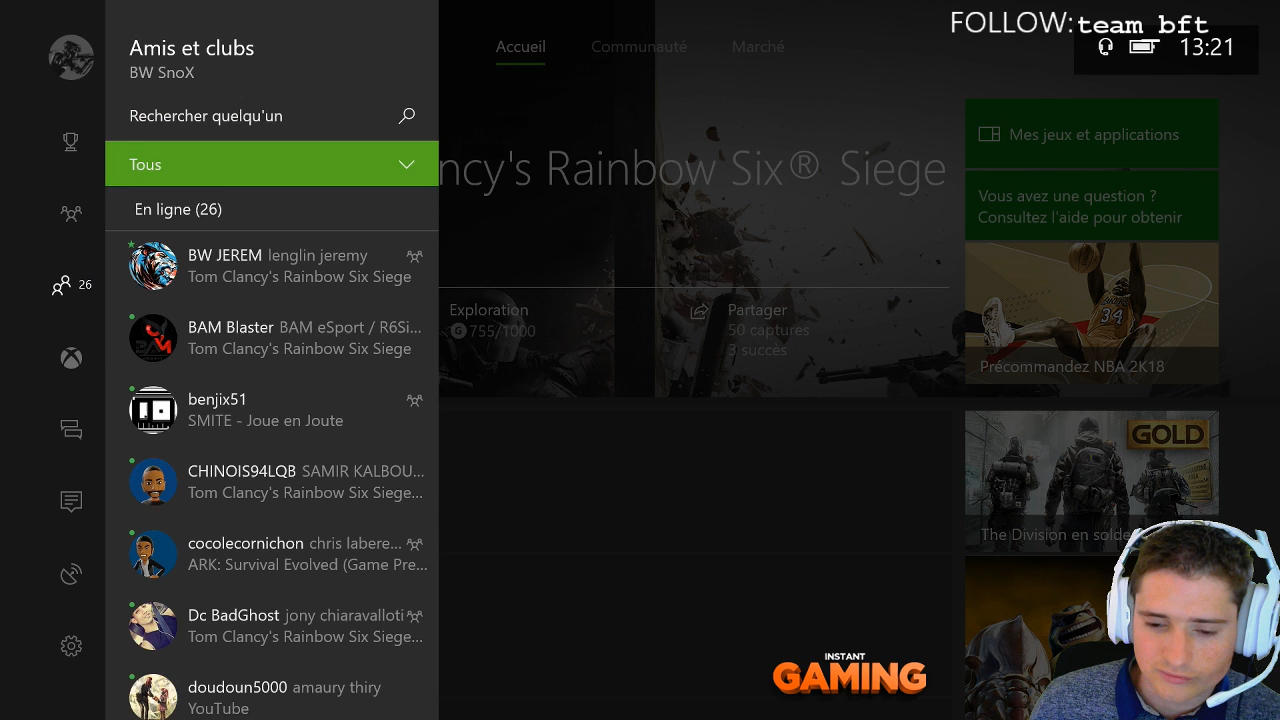 FOLLOW: team bft
13:21
Amis et clubs
BW SnoX
Rechercher quelqu'un
Tous
En ligne (26)
26
BW JEREM lenglin jeremy
Tom Clancy's Rainbow Six Siege
BAM Blaster BAM eSport / R6Si...
Tom Clancy's Rainbow Six Siege
benjix51
SMITE - Joue en Joute
CHINOIS94LQB SAMIR KALBOU...
Tom Clancy's Rainbow Six Siege...
cocolecornichon chris labere...
ARK: Survival Evolved (Game Pre...
Dc BadGhost jony chiaravalloti
Tom Clancy's Rainbow Six Siege...
doudoun5000 amaury thiry
YouTube
Accueil
Communauté
Marché
ncy's Rainbow Six® Siege
Exploration
G 755/1000
Partager
50 captures
3 succès
Mes jeux et applications
Vous avez une question ?
Consultez l'aide pour obtenir
34
Précommandez NBA 2K18
GOLD
The Division en solde
INSTANT
GAMING